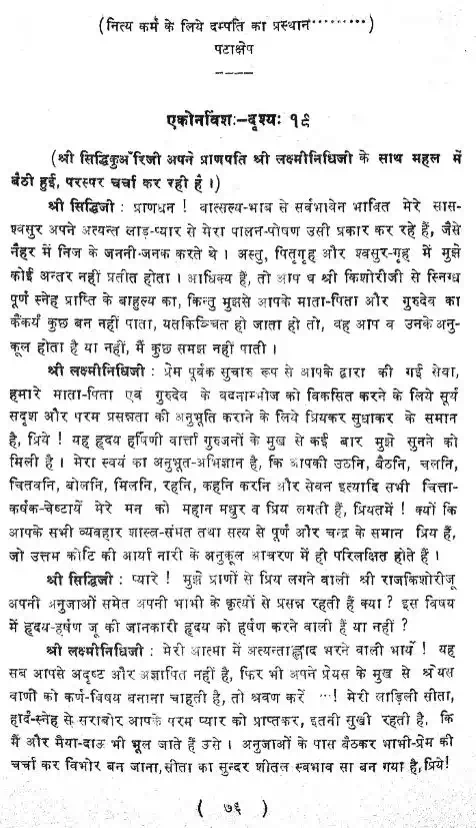 (नित्य कर्म के लिये दम्पति का प्रस्थान·········)
पटाक्षेप
एकोनविंशः-दृश्यः १९
(श्री सिद्धिकुअँरिजी अपने प्राणपति श्री लक्ष्मीनिधिजी के साथ महल में
बैठी हुई, परस्पर चर्चा कर रही हैं ।)
श्री सिद्धिजी : प्राणधन ! वात्सल्य-भाव से सर्वभावेन भावित मेरे सास-
श्वसुर अपने अत्यन्त लाड़-प्यार से मेरा पालन-पोषण उसी प्रकार कर रहे हैं, जैसे
नैहर में निज के जननी-जनक करते थे । अस्तु, पितृगृह और श्वसुर-गृह में मुझे
कोई अन्तर नहीं प्रतीत होता । आधिक्य हैं, तो आप व श्री किशोरीजी से स्निग्ध
पूर्ण स्नेह प्राप्ति के बाहुल्य का, किन्तु मुझसे आपके माता-पिता और गुरुदेव का
कैंकर्य कुछ बन नहीं पाता, यतकिञ्चित हो जाता हो तो, वह आप व उनके अनु-
कूल होता है या नहीं, मैं कुछ समझ नहीं पाती ।
श्री लक्ष्मीनिधिजी : प्रेम पूर्वक सुचारु रूप से आपके द्वारा की गई सेवा,
हमारे माता-पिता एवं गुरुदेव के वदनाम्भोज को विकसित करने के लिये सूर्य
सदृश और परम प्रसन्नता की अनुभूति कराने के लिये प्रियकर सुधाकर के समान
है, प्रिये ! यह हृदय हर्षिणी वार्त्ता गुरुजनों के मुख से कई बार मुझे सुनने को
मिली है । मेरा स्वयं का अनुभूत-अभिज्ञान है, कि आपकी उठनि, बैठनि, चलनि,
चितवनि, बोलनि, मिलनि, रहनि, कहनि करनि और सेवन इत्यादि सभी चित्ता-
कर्षक-चेष्टायें मेरे मन को महान मधुर व प्रिय लगती हैं, प्रियतमें ! क्यों कि
आपके सभी व्यवहार शास्त्र-संमत तथा सत्य से पूर्ण और चन्द्र के समान प्रिय हैं,
जो उत्तम कोटि की आर्या नारी के अनुकूल आचरण में ही परिलक्षित होते हैं ।
श्री सिद्धिजी : प्यारे ! मुझे प्राणों से प्रिय लगने वाली श्री राजकिशोरीजू
अपनी अनुजाओं समेत अपनी भाभी के कृत्यों से प्रसन्न रहती हैं क्या ? इस विषय
में हृदय-हर्षण जू की जानकारी हृदय को हर्षण करने वाली हैं या नहीं ?
श्री लक्ष्मीनिधिजी : मेरी आत्मा में अत्यन्ताह्लाद भरने वाली भार्ये ! यह
सब आपसे अदृष्ट और अज्ञापित नहीं है, फिर भी अपने प्रेयस के मुख से श्रेयस
वाणी को कर्ण-विषय बनाना चाहती है, तो श्रवण करें ···! मेरी लाड़िली सीता,
हार्द-स्नेह से सराबोर आपके परम प्यार को प्राप्तकर, इतनी सुखी रहती है, कि
मैं और मैया-दाऊ भी भूल जाते हैं उसे । अनुजाओं के पास बैठकर भाभी-प्रेम की
चर्चा कर विभोर बन जाना, सीता का सुन्दर शीतल स्वभाव सा बन गया है, प्रिये!
( ७६ )